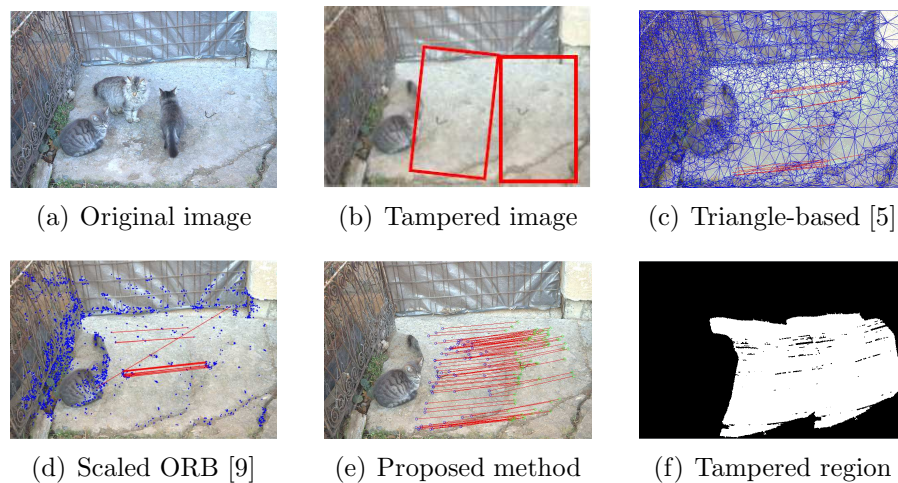 (a) Original image
(b) Tampered image
(c) Triangle-based [5]
(d) Scaled ORB [9]
(e) Proposed method
(f) Tampered region